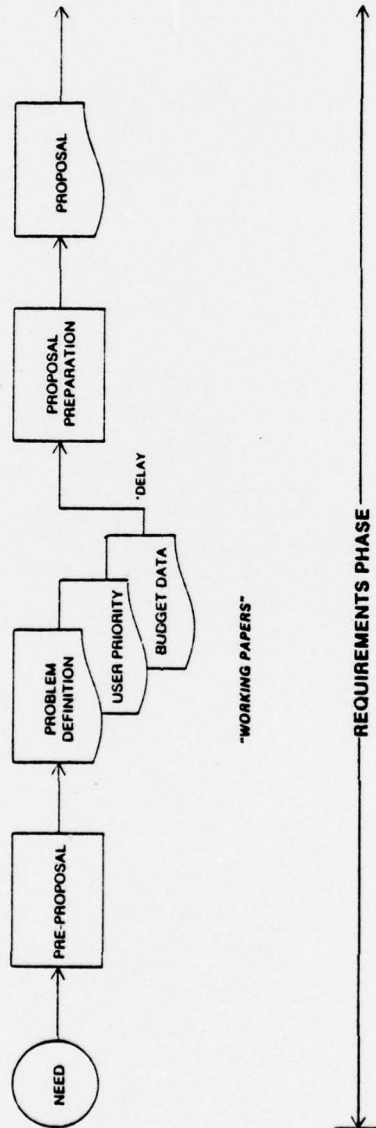 NEED
PRE-PROPOSAL
PROBLEM
DEFINITION
USER PRIORITY
BUDGET DATA
*DELAY
"WORKING PAPERS"
PROPOSAL
PREPARATION
PROPOSAL
REQUIREMENTS PHASE